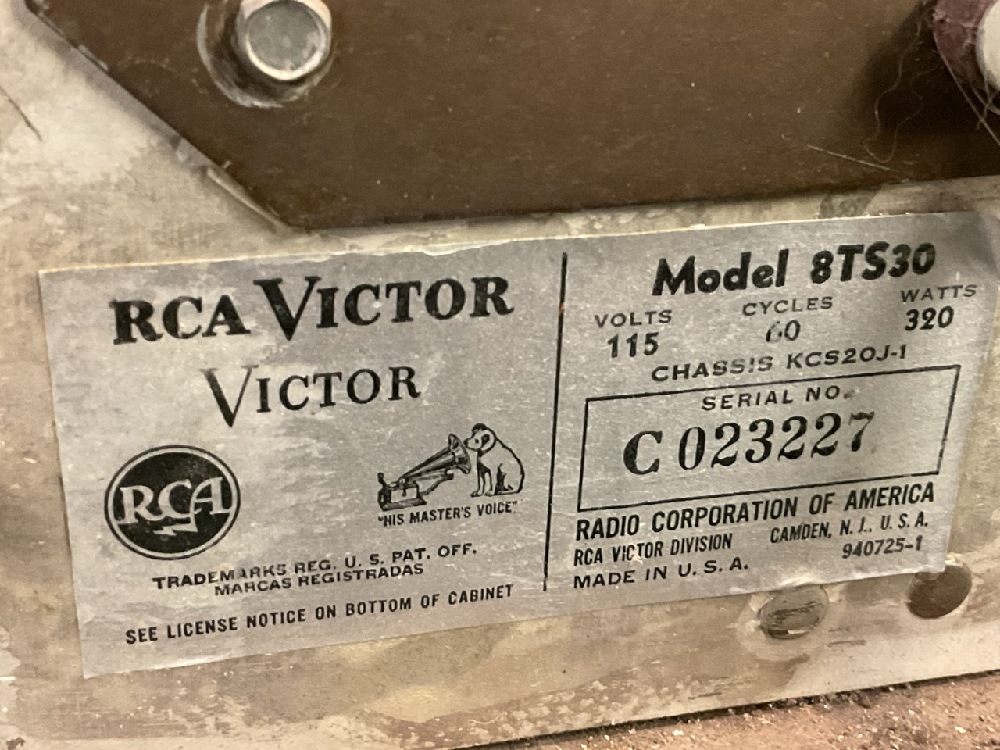 RCA VICTOR
VICTOR
RCA
"HIS MASTER'S VOICE"
TRADEMARKS REG. U. S. PAT. OFF.
MARCAS REGISTRADAS
SEE LICENSE NOTICE ON BOTTOM OF CABINET
Model 8TS30
VOLTS CYCLES WATTS
115 60 320
CHASSIS KCS20J-1
SERIAL NO.
C 023227
RADIO CORPORATION OF AMERICA
RCA VICTOR DIVISION CAMDEN, N. J., U. S. A.
MADE IN U. S. A. 940725-1